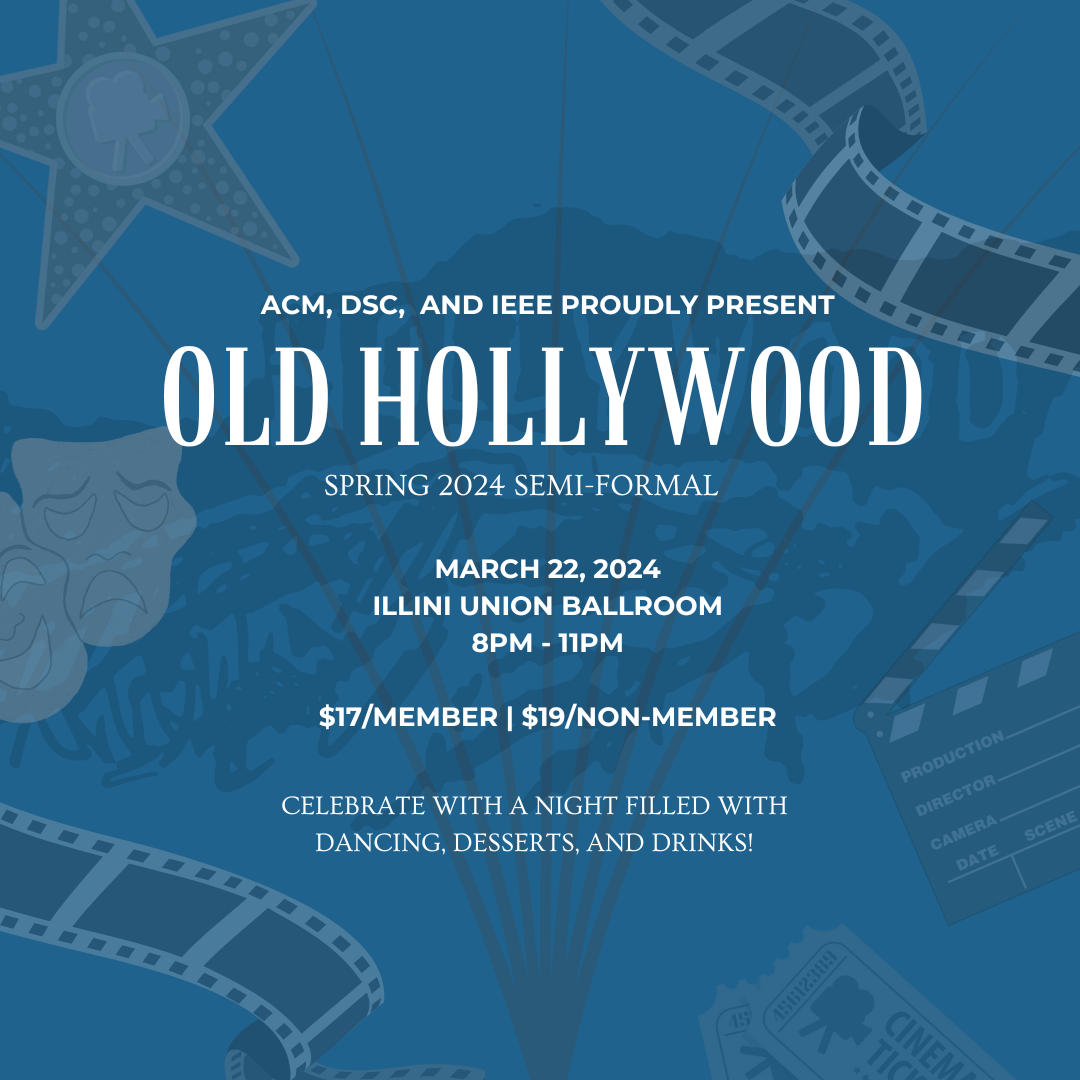 ACM, DSC, AND IEEE PROUDLY PRESENT
OLD HOLLYWOOD
SPRING 2024 SEMI-FORMAL
MARCH 22, 2024
ILLINI UNION BALLROOM
8PM - 11PM
$17/MEMBER | $19/NON-MEMBER
PRODUCTION
DIRECTOR
CAMERA
DATE SCENE
CELEBRATE WITH A NIGHT FILLED WITH
DANCING, DESSERTS, AND DRINKS!
45612389
45